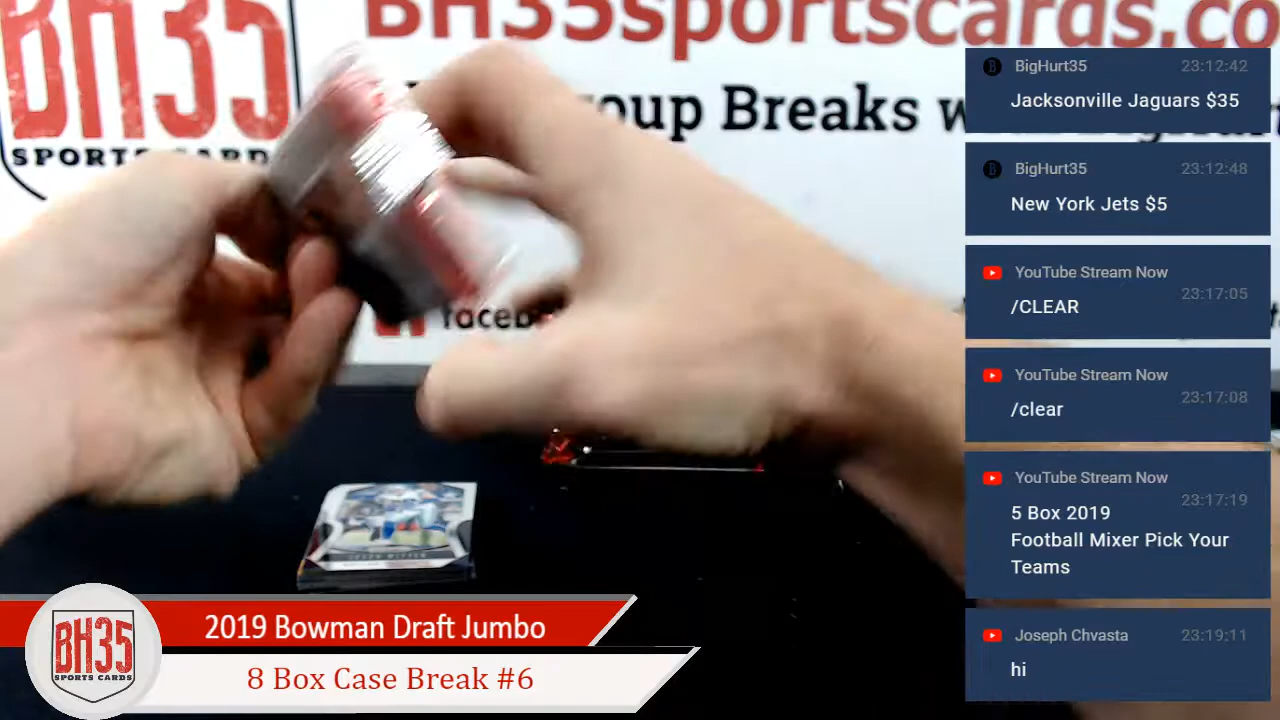 BH35
SPORTS CARD
BH35sportscards.co
oup Breaks w
faceb
BigHurt35
23:12:42
Jacksonville Jaguars $35
BigHurt35
23:12:48
New York Jets $5
YouTube Stream Now
/CLEAR
23:17:05
YouTube Stream Now
/clear
23:17:08
YouTube Stream Now
23:17:19
5 Box 2019
Football Mixer Pick Your
Teams
Joseph Chvasta
23:19:11
hi
BH35
SPORTS CARDS
2019 Bowman Draft Jumbo
8 Box Case Break #6